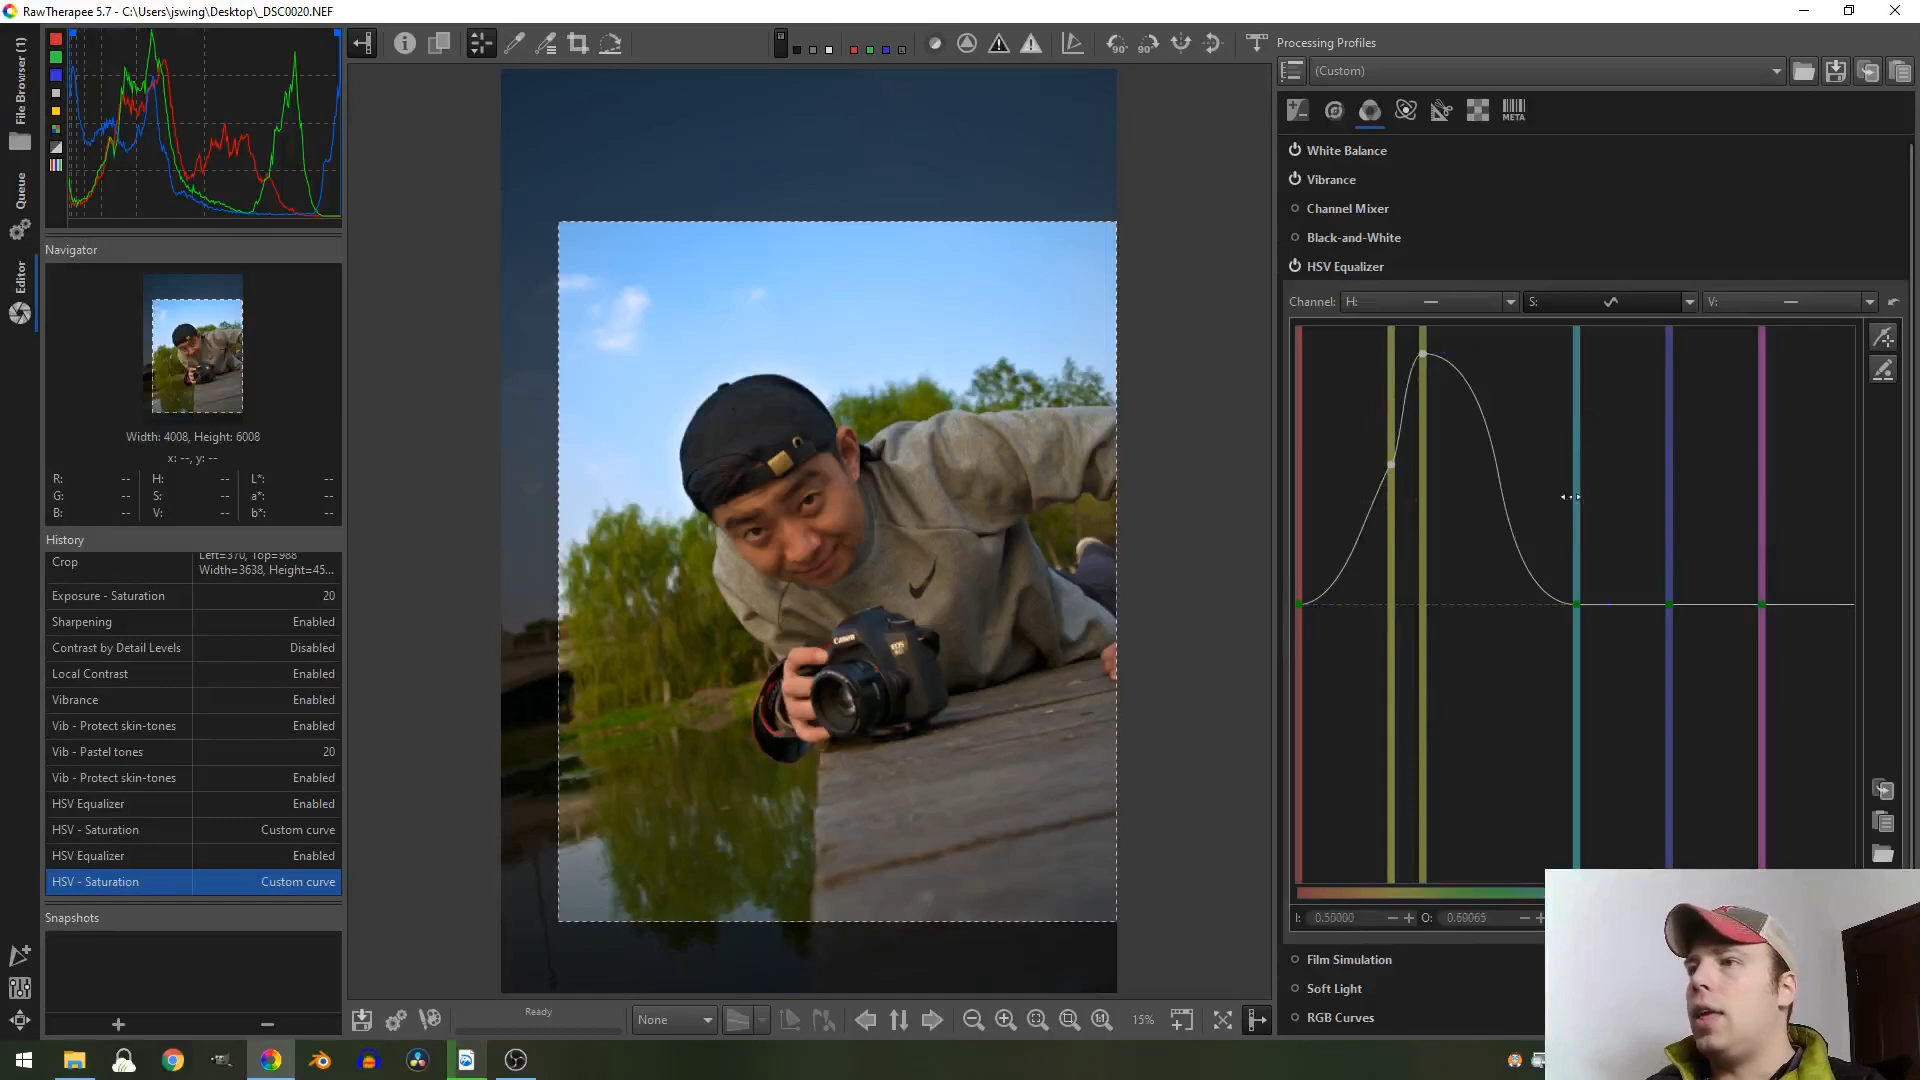 RawTherapee 5.7 - C:\Users\jswing\Desktop\_DSC0020.NEF
File Browser (1)
Queue
Editor
Navigator
Width: 4008, Height: 6008
x: --, y: --
R: -- H: -- L*: --
G: -- S: -- a*: --
B: -- V: -- b*: --
History
Crop Left=370, Top=988
Width=3638, Height=45...
Exposure - Saturation 20
Sharpening Enabled
Contrast by Detail Levels Disabled
Local Contrast Enabled
Vibrance Enabled
Vib - Protect skin-tones Enabled
Vib - Pastel tones 20
Vib - Protect skin-tones Enabled
HSV Equalizer Enabled
HSV - Saturation Custom curve
HSV Equalizer Enabled
HSV - Saturation Custom curve
Snapshots
Canon
EOS
Ready
None
15%
Processing Profiles
(Custom)
META
White Balance
Vibrance
Channel Mixer
Black-and-White
HSV Equalizer
Channel: H: S: V:
I: 0.50000 O: 0.69065
Film Simulation
Soft Light
RGB Curves